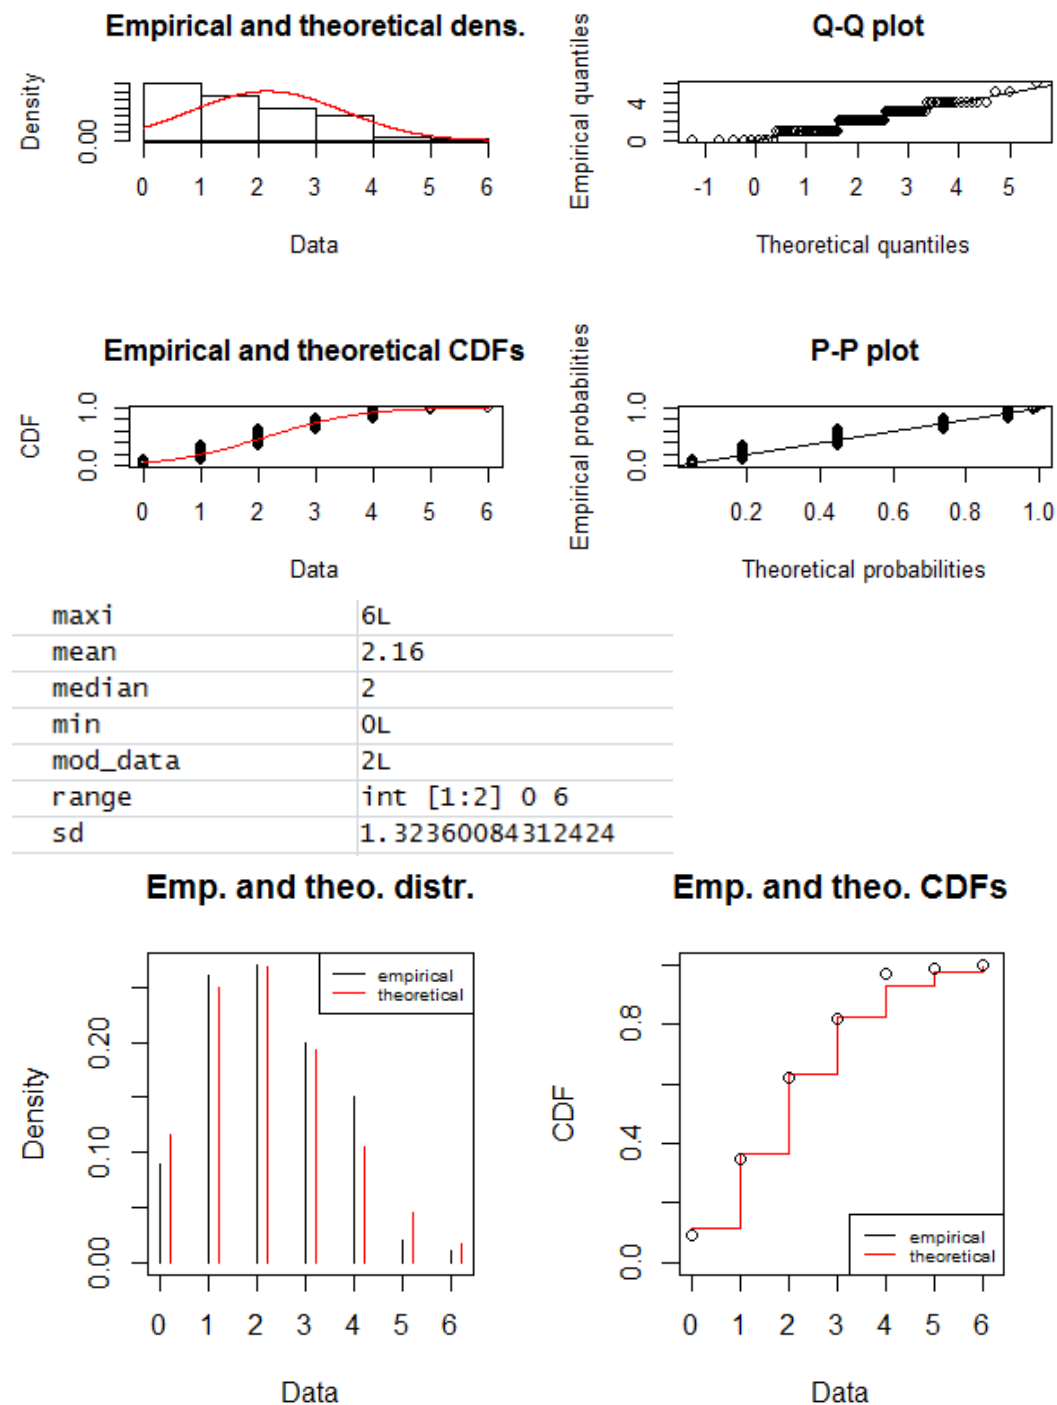 Empirical and theoretical dens.
Density
0.00
0 1 2 3 4 5 6
Data
Q-Q plot
Empirical quantiles
0 4
-1 0 1 2 3 4 5
Theoretical quantiles
Empirical and theoretical CDFs
CDF
0.0 1.0
0 1 2 3 4 5 6
Data
P-P plot
Empirical probabilities
0.0 1.0
0.2 0.4 0.6 0.8 1.0
Theoretical probabilities
maxi 6L
mean 2.16
median 2
min 0L
mod_data 2L
range int [1:2] 0 6
sd 1.32360084312424
Emp. and theo. distr.
Density
0.00 0.10 0.20
empirical
theoretical
0 1 2 3 4 5 6
Data
Emp. and theo. CDFs
CDF
0.0 0.4 0.8
empirical
theoretical
0 1 2 3 4 5 6
Data